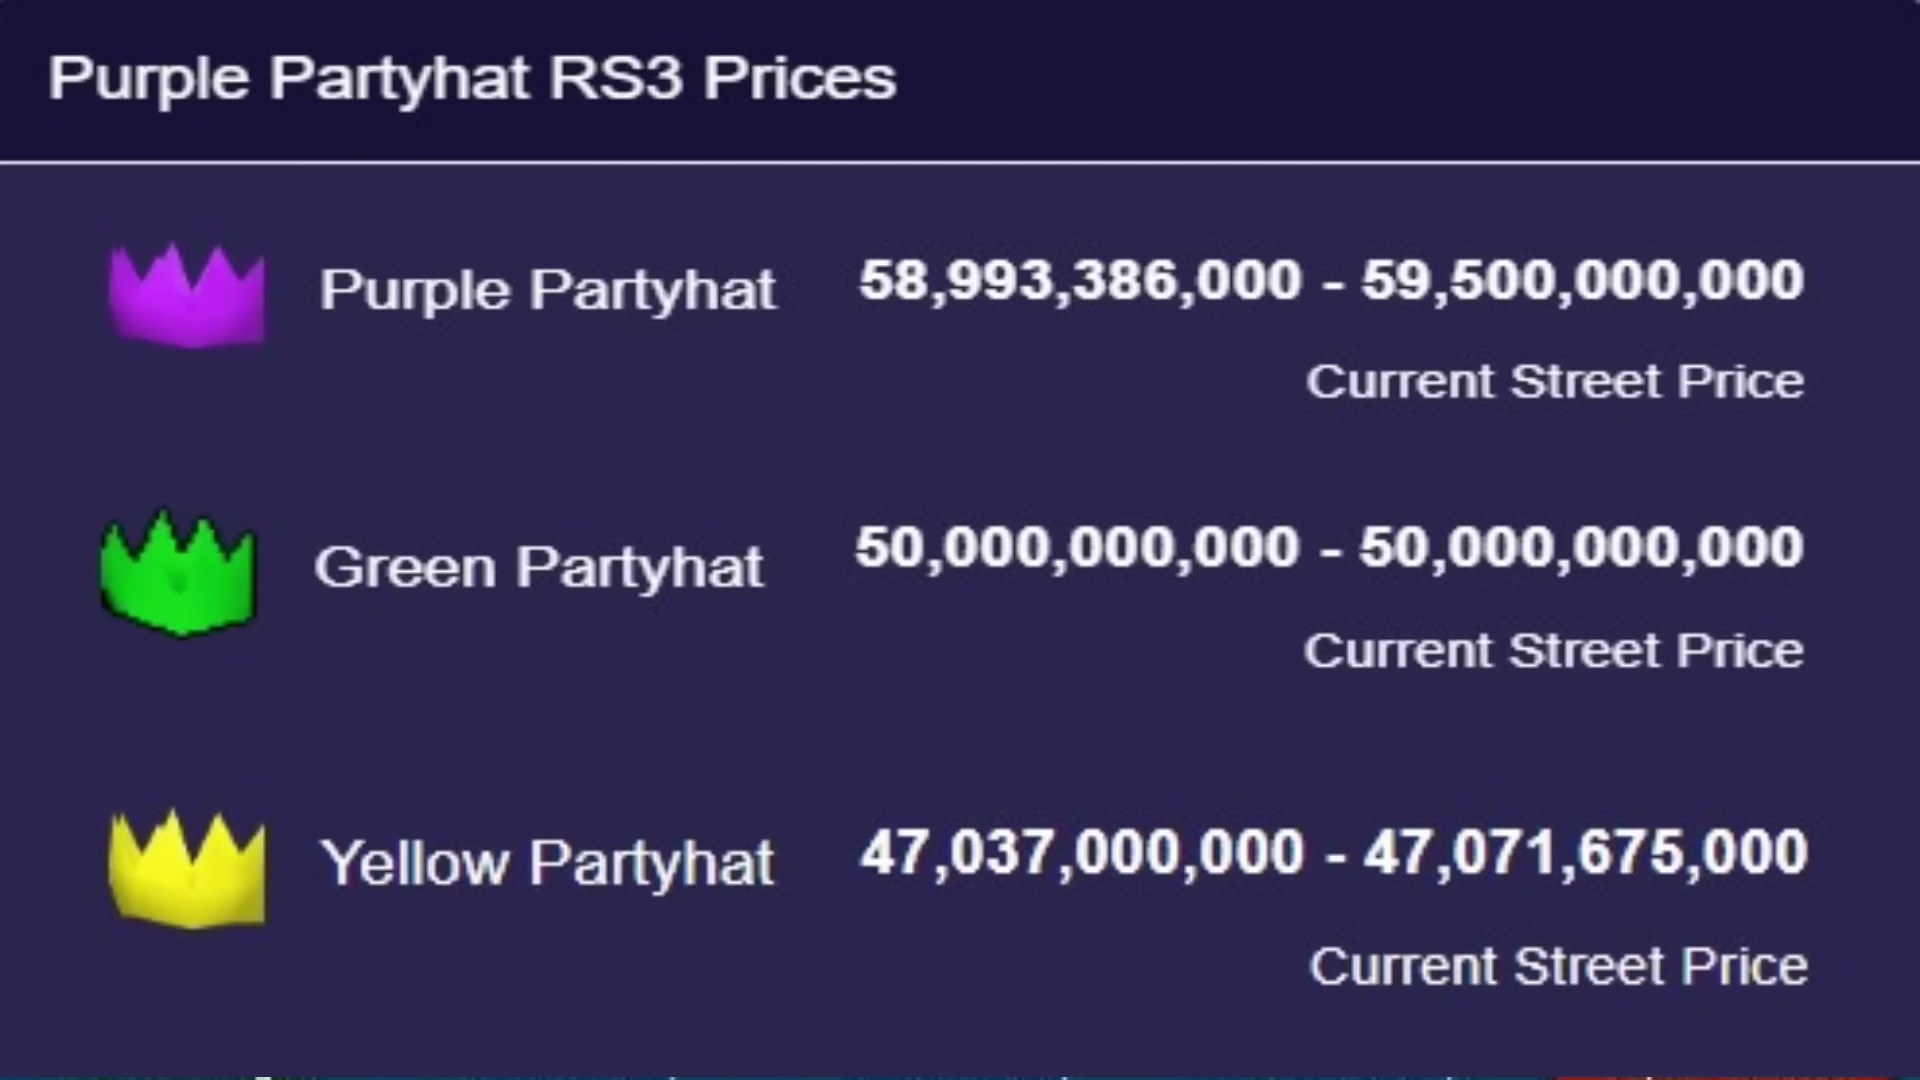 Purple Partyhat RS3 Prices
Purple Partyhat 58,993,386,000 - 59,500,000,000
Current Street Price
Green Partyhat 50,000,000,000 - 50,000,000,000
Current Street Price
Yellow Partyhat 47,037,000,000 - 47,071,675,000
Current Street Price